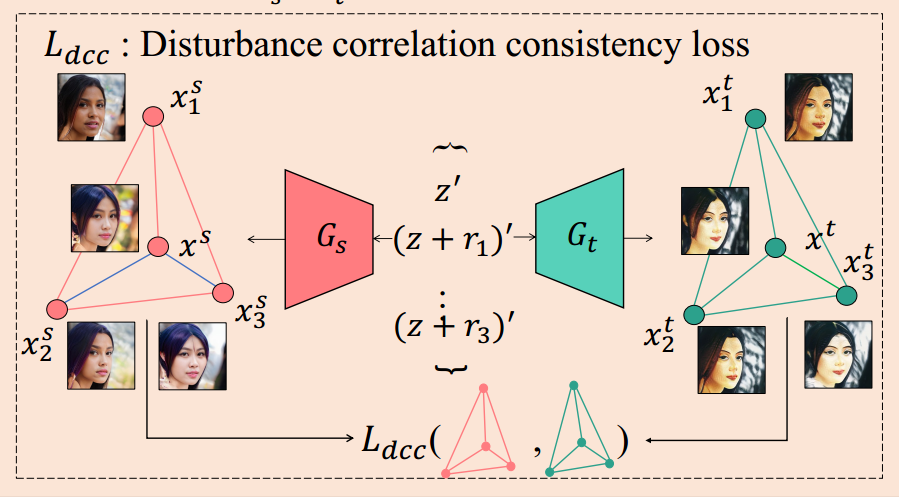 L_dcc : Disturbance correlation consistency loss
x_1^s
x^s
x_2^s
x_3^s
G_s
z′
(z + r_1)′
⋮
(z + r_3)′
G_t
x_1^t
x^t
x_3^t
x_2^t
L_dcc( , )